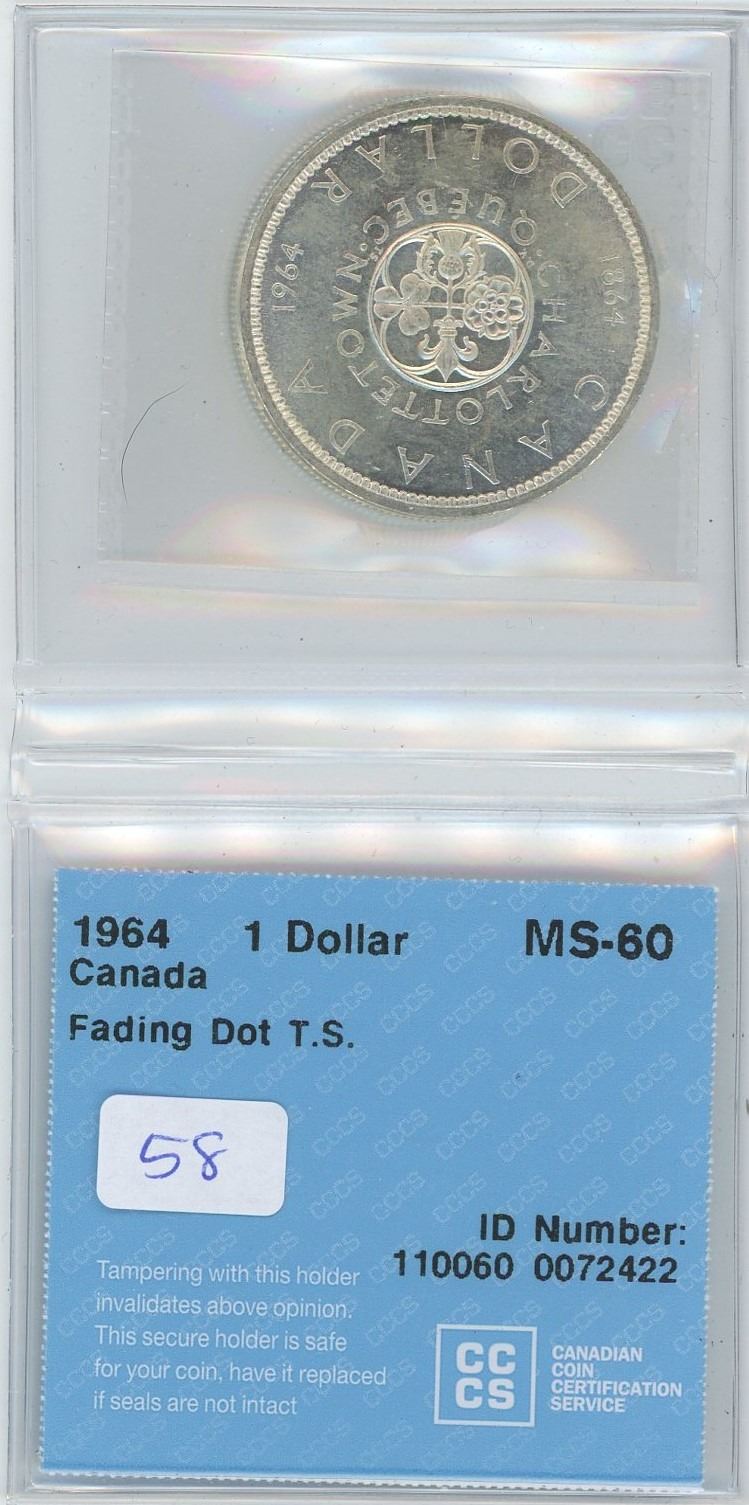 CANADA
DOLLAR
1864
1964
CHARLOTTETOWN · QUÉBEC ·
T.S
1964 1 Dollar MS-60
Canada
Fading Dot T.S.
58
ID Number:
110060 0072422
Tampering with this holder
invalidates above opinion.
This secure holder is safe
for your coin, have it replaced
if seals are not intact
CC
CS
CANADIAN
COIN
CERTIFICATION
SERVICE